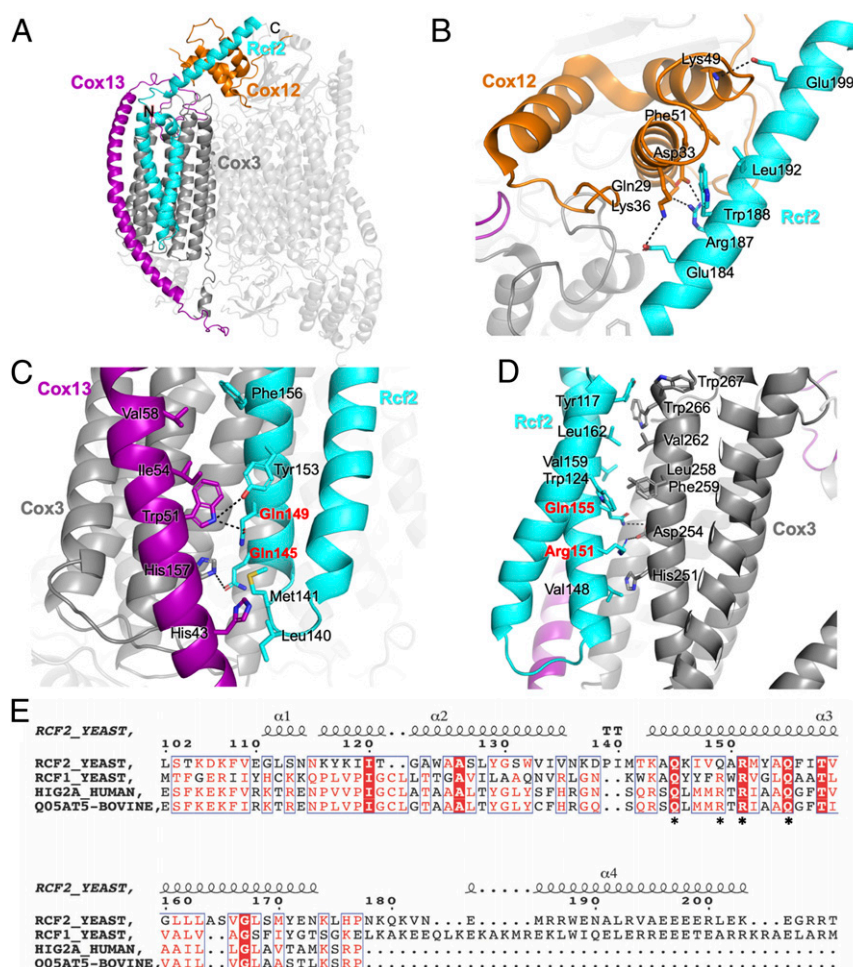 A
C
Rcf2
Cox13
Cox12
N
Cox3
B
Cox12
Lys49
Glu199
Phe51
Asp33
Leu192
Gln29
Lys36
Trp188
Rcf2
Arg187
Glu184
C
Cox13
Phe156
Rcf2
Val58
Ile54
Tyr153
Cox3
Trp51
Gln149
Gln145
His157
Met141
His43
Leu140
D
Tyr117
Trp267
Trp266
Rcf2
Leu162
Val262
Val159
Leu258
Trp124
Phe259
Gln155
Cox3
Asp254
Arg151
His251
Val148
E
α1 α2 α3
RCF2_YEAST, TT
102 110 120 130 140 150
RCF2_YEAST, LSTKDKFVEGLSNNKYKIIT.GAWAASLYGSWVIVNKDPIMTKAQKIVQARMYAQFITV
RCF1_YEAST, MTFGERIIYHCKKQPLVPIGCLLTTGAVILAAQNVRLGN.KWKAQYYFRWRVGLQAATL
HIG2A_HUMAN, ESFKEKFVRKTRENPVVPIGCLATAAALTYGLYSFHRGN.SQRSQLMMRTRIAAQGFTV
Q05AT5-BOVINE, ESFKEKFIRKTRENPLVPIGCLGTAAALTYGLYCFHRGQ.SQRSQLMMRTRIAAQGFTI
* * * *
α4
RCF2_YEAST,
160 170 180 190 200
RCF2_YEAST, GLLLASVGLSMYENKLHPNKQKVN...E.......MRRWENALRVAEEEERLEK...EGRRT
RCF1_YEAST, VALV..AGSFIYGTSGKELKAKEEQLKEKAKMREKLWIQELERREEETEARRKRAELARM
HIG2A_HUMAN, AAIL..LGLAVTAMKSRP
Q05AT5-BOVINE, VAIL..GLAATAMKSRP